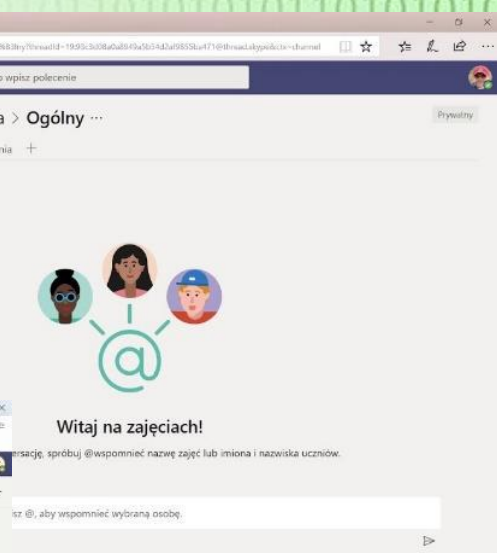 o wpisz polecenie
a > Ogólny ...
Prywatny
nia +
@
Witaj na zajęciach!
ersację, spróbuj @wspomnieć nazwę zajęć lub imiona i nazwiska uczniów.
isz @, aby wspomnieć wybraną osobę.